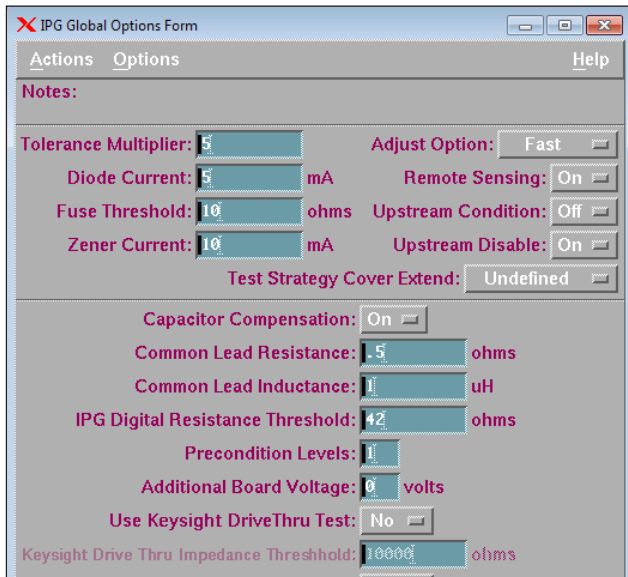 IPG Global Options Form
Actions Options Help
Notes:
Tolerance Multiplier: 5 Adjust Option: Fast
Diode Current: 5 mA Remote Sensing: On
Fuse Threshold: 10 ohms Upstream Condition: Off
Zener Current: 10 mA Upstream Disable: On
Test Strategy Cover Extend: Undefined
Capacitor Compensation: On
Common Lead Resistance: .5 ohms
Common Lead Inductance: 1 uH
IPG Digital Resistance Threshold: 42 ohms
Precondition Levels: 1
Additional Board Voltage: 0 volts
Use Keysight DriveThru Test: No
Keysight Drive Thru Impedance Threshhold: 10000 ohms